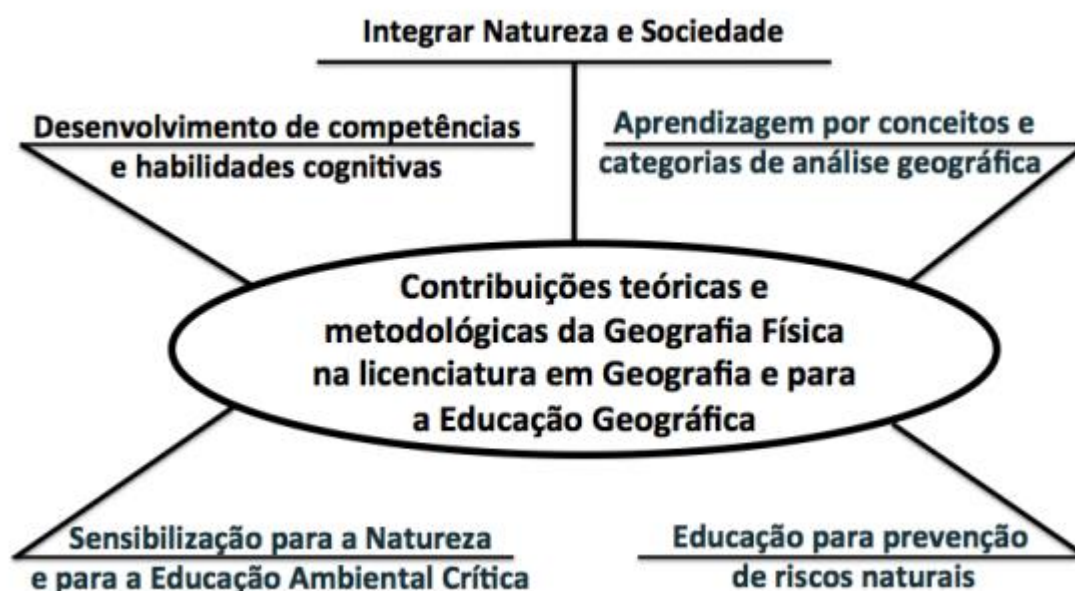 Integrar Natureza e Sociedade
Desenvolvimento de competências
e habilidades cognitivas
Aprendizagem por conceitos e
categorias de análise geográfica
Contribuições teóricas e
metodológicas da Geografia Física
na licenciatura em Geografia e para
a Educação Geográfica
Sensibilização para a Natureza
e para a Educação Ambiental Crítica
Educação para prevenção
de riscos naturais